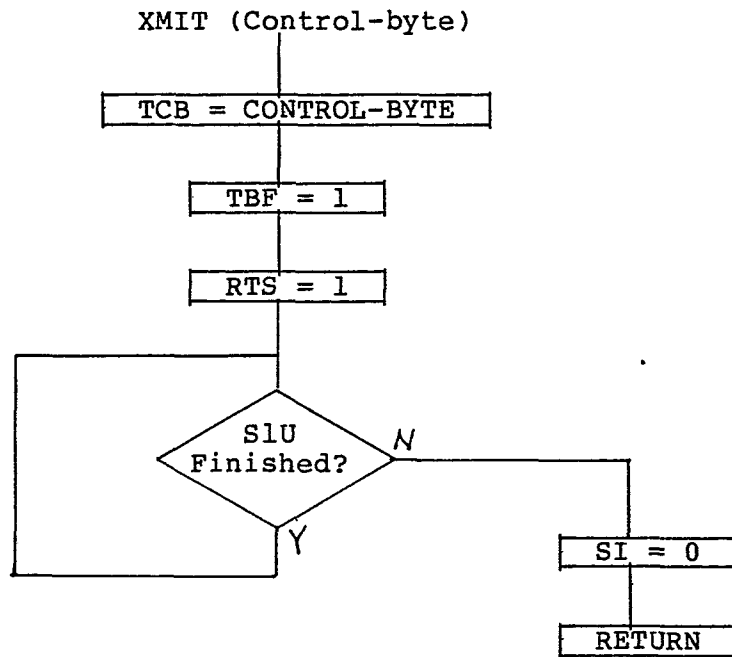 XMIT (Control-byte)
TCB = CONTROL-BYTE
TBF = 1
RTS = 1
S1U
Finished?
N
Y
SI = 0
RETURN